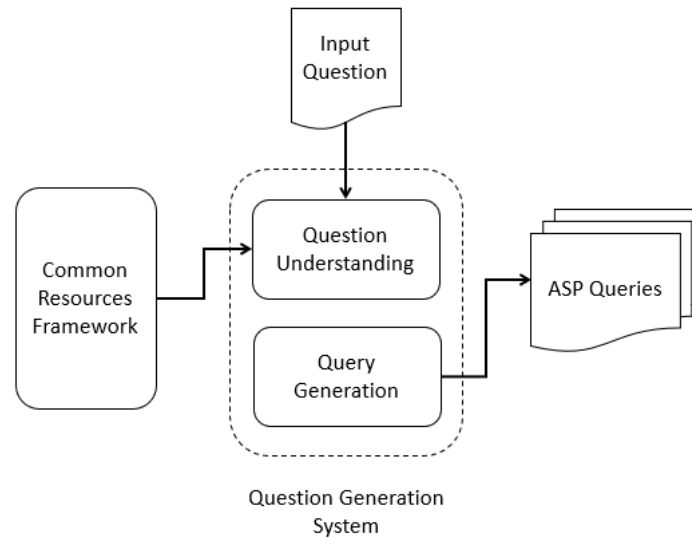 Input
Question
Question
Understanding
Common
Resources
Framework
ASP Queries
Query
Generation
Question Generation
System